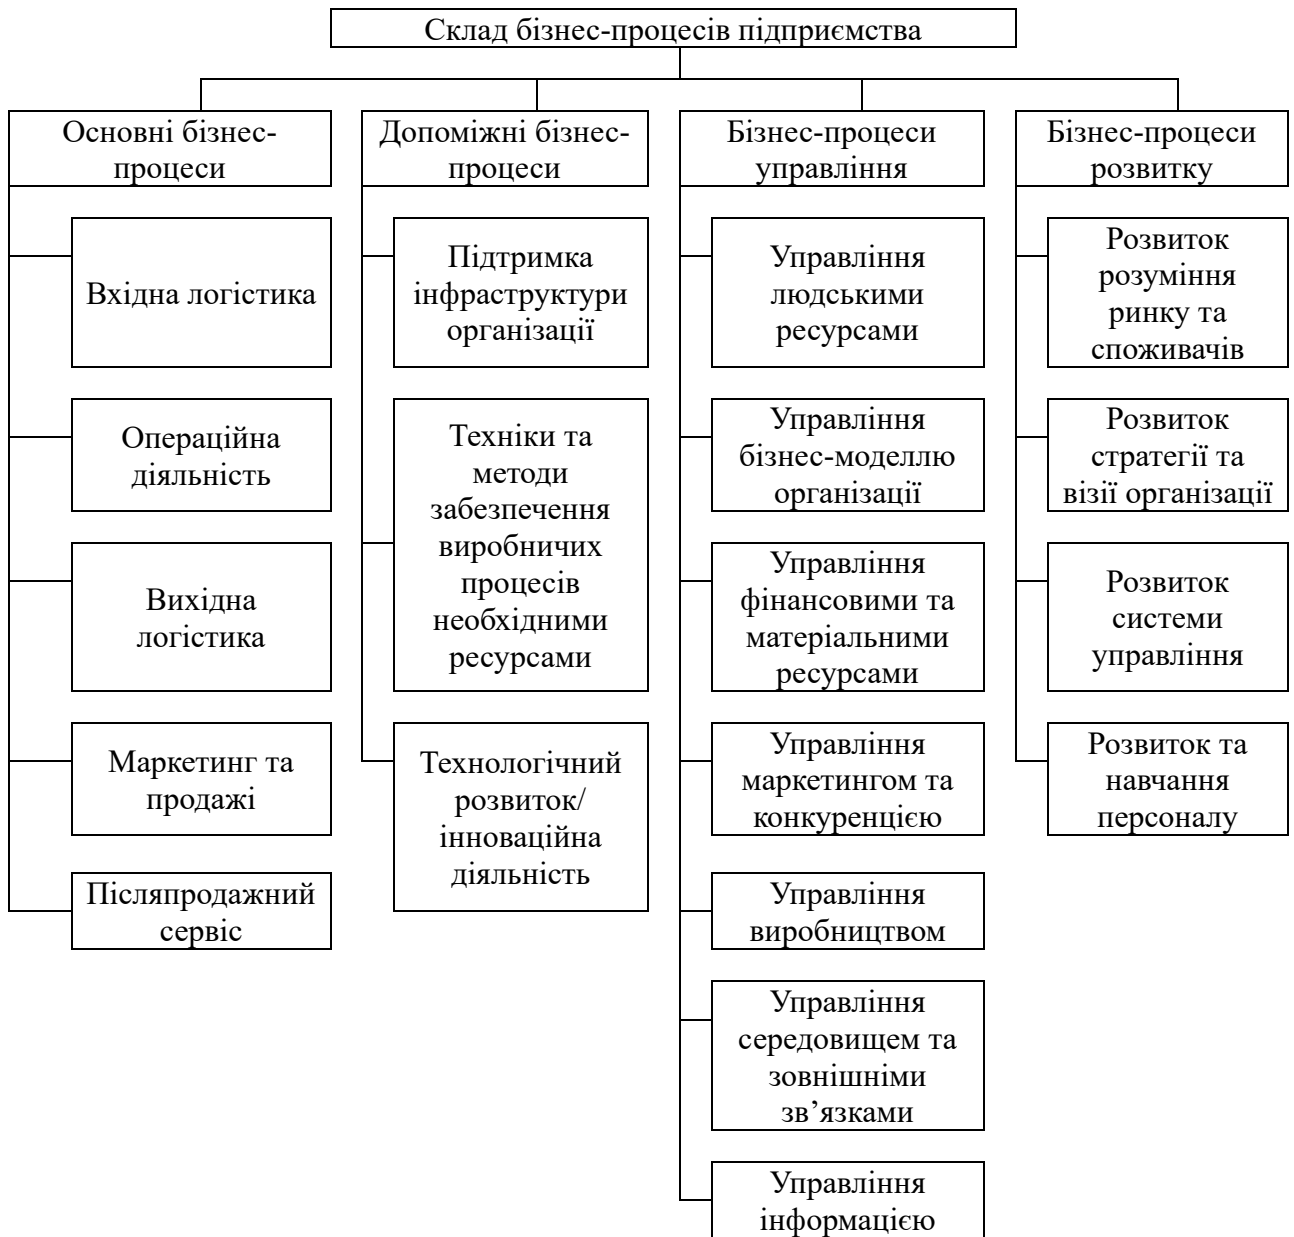 Склад бізнес-процесів підприємства
Основні бізнес-
процеси
Вхідна логістика
Операційна
діяльність
Вихідна
логістика
Маркетинг та
продажі
Післяпродажний
сервіс
Допоміжні бізнес-
процеси
Підтримка
інфраструктури
організації
Техніки та
методи
забезпечення
виробничих
процесів
необхідними
ресурсами
Технологічний
розвиток/
інноваційна
діяльність
Бізнес-процеси
управління
Управління
людськими
ресурсами
Управління
бізнес-моделлю
організації
Управління
фінансовими та
матеріальними
ресурсами
Управління
маркетингом та
конкуренцією
Управління
виробництвом
Управління
середовищем та
зовнішніми
зв’язками
Управління
інформацією
Бізнес-процеси
розвитку
Розвиток
розуміння
ринку та
споживачів
Розвиток
стратегії та
візії організації
Розвиток
системи
управління
Розвиток та
навчання
персоналу